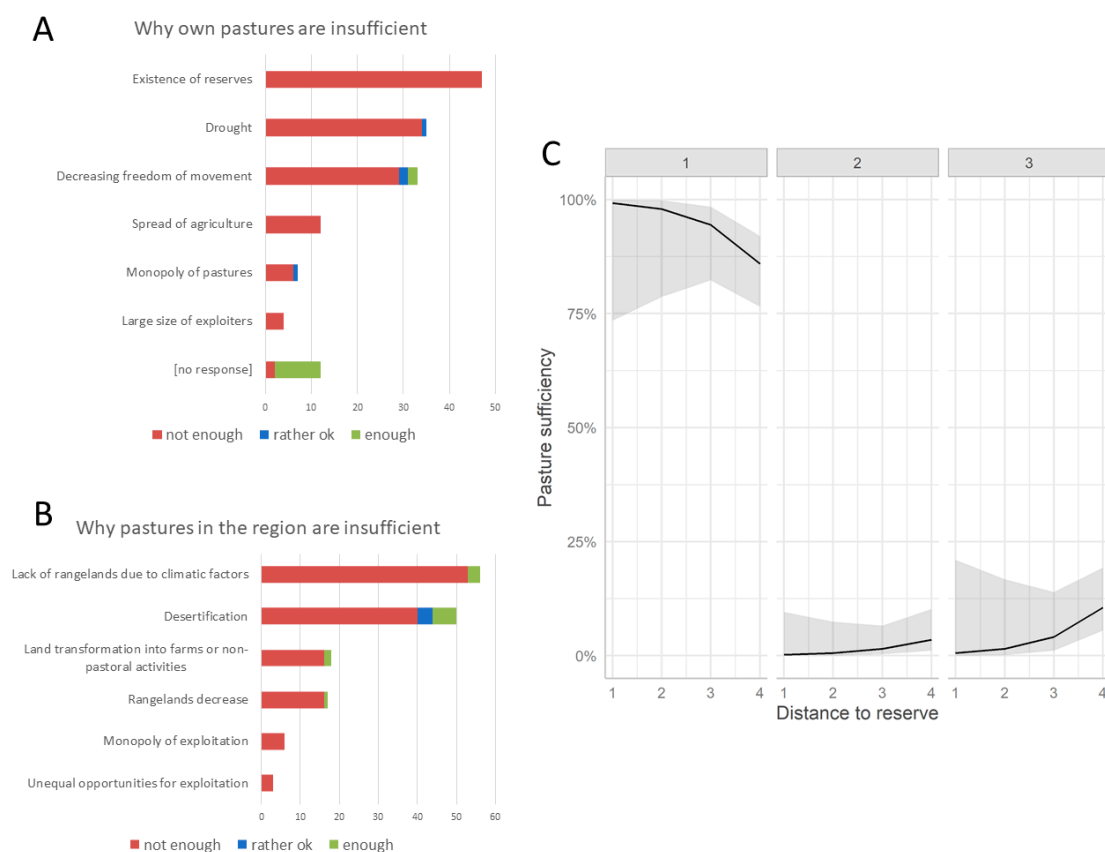 A
Why own pastures are insufficient
Existence of reserves
Drought
Decreasing freedom of movement
Spread of agriculture
Monopoly of pastures
Large size of exploiters
[no response]
0 10 20 30 40 50
not enough rather ok enough
B
Why pastures in the region are insufficient
Lack of rangelands due to climatic factors
Desertification
Land transformation into farms or non-
pastoral activities
Rangelands decrease
Monopoly of exploitation
Unequal opportunities for exploitation
0 10 20 30 40 50 60
not enough rather ok enough
C
1 2 3
Pasture sufficiency
100%
75%
50%
25%
0%
1 2 3 4 1 2 3 4 1 2 3 4
Distance to reserve